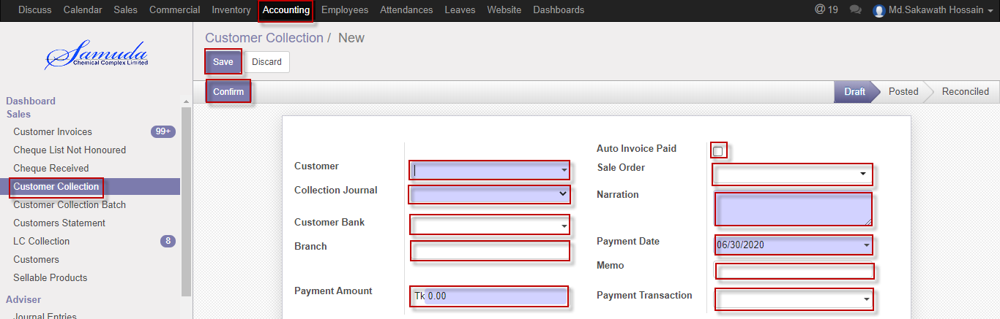 Discuss Calendar Sales Commercial Inventory Accounting Employees Attendances Leaves Website Dashboards @ 19 Md.Sakawath Hossain
Samuda
Chemical Complex Limited
Customer Collection / New
Save Discard
Confirm
Draft Posted Reconciled
Dashboard
Sales
Customer Invoices 99+
Cheque List Not Honoured
Cheque Received
Customer Collection
Customer Collection Batch
Customers Statement
LC Collection 8
Customers
Sellable Products
Adviser
Journal Entries
Customer
Collection Journal
Customer Bank
Branch
Payment Amount Tk 0.00
Auto Invoice Paid
Sale Order
Narration
Payment Date 06/30/2020
Memo
Payment Transaction